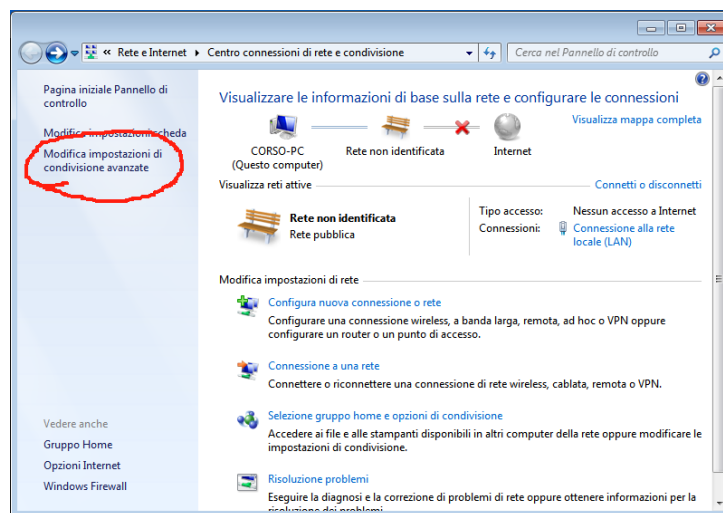 « Rete e Internet ▸ Centro connessioni di rete e condivisione
Cerca nel Pannello di controllo
Pagina iniziale Pannello di
controllo
Modifica impostazioni scheda
Modifica impostazioni di
condivisione avanzate
Visualizzare le informazioni di base sulla rete e configurare le connessioni
Visualizza mappa completa
CORSO-PC
(Questo computer)
Rete non identificata
Internet
Visualizza reti attive
Connetti o disconnetti
Rete non identificata
Rete pubblica
Tipo accesso:
Nessun accesso a Internet
Connessioni:
Connessione alla rete
locale (LAN)
Modifica impostazioni di rete
Configura nuova connessione o rete
Configurare una connessione wireless, a banda larga, remota, ad hoc o VPN oppure
configurare un router o un punto di accesso.
Connessione a una rete
Connettere o riconnettere una connessione di rete wireless, cablata, remota o VPN.
Selezione gruppo home e opzioni di condivisione
Accedere ai file e alle stampanti disponibili in altri computer della rete oppure modificare le
impostazioni di condivisione.
Risoluzione problemi
Eseguire la diagnosi e la correzione di problemi di rete oppure ottenere informazioni per la
risoluzione dei problemi.
Vedere anche
Gruppo Home
Opzioni Internet
Windows Firewall